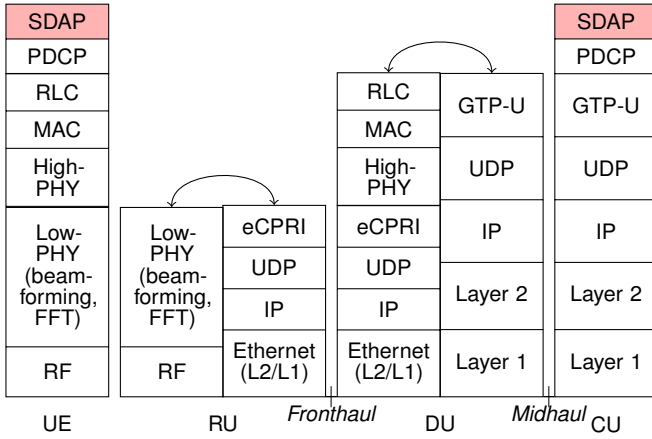 SDAP
PDCP
RLC
MAC
High-
PHY
Low-
PHY
(beam-
forming,
FFT)
RF
UE
Low-
PHY
(beam-
forming,
FFT)
RF
eCPRI
UDP
IP
Ethernet
(L2/L1)
RU
Fronthaul
RLC
MAC
High-
PHY
eCPRI
UDP
IP
Ethernet
(L2/L1)
GTP-U
UDP
IP
Layer 2
Layer 1
DU
Midhaul
SDAP
PDCP
GTP-U
UDP
IP
Layer 2
Layer 1
CU